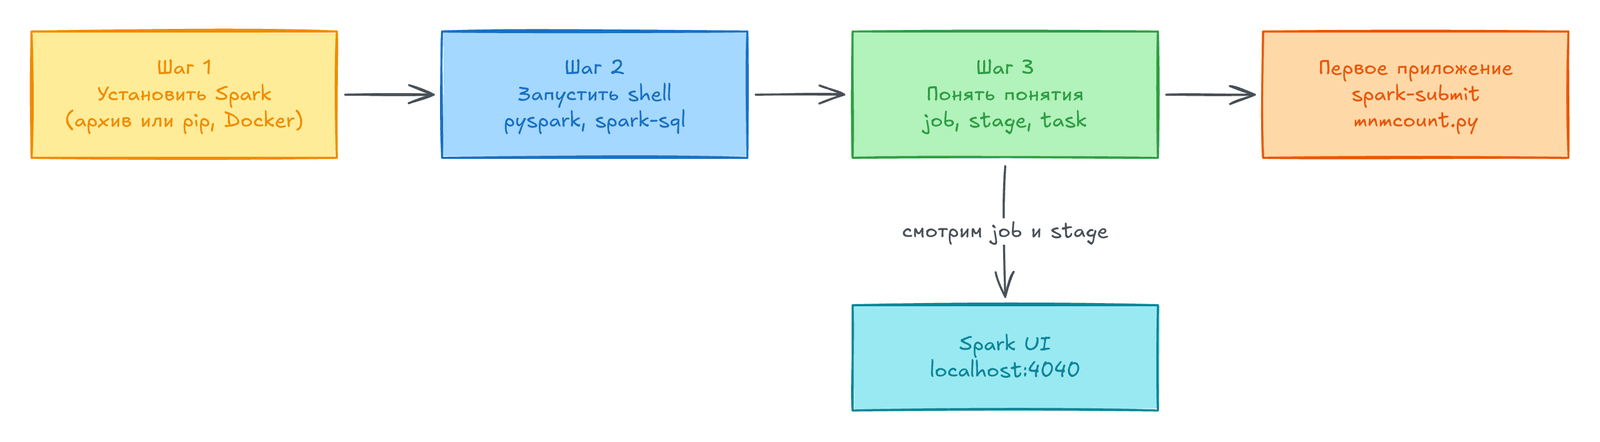 Шаг 1
Установить Spark
(архив или pip, Docker)
Шаг 2
Запустить shell
pyspark, spark-sql
Шаг 3
Понять понятия
job, stage, task
Первое приложение
spark-submit
mnmcount.py
смотрим job и stage
Spark UI
localhost:4040